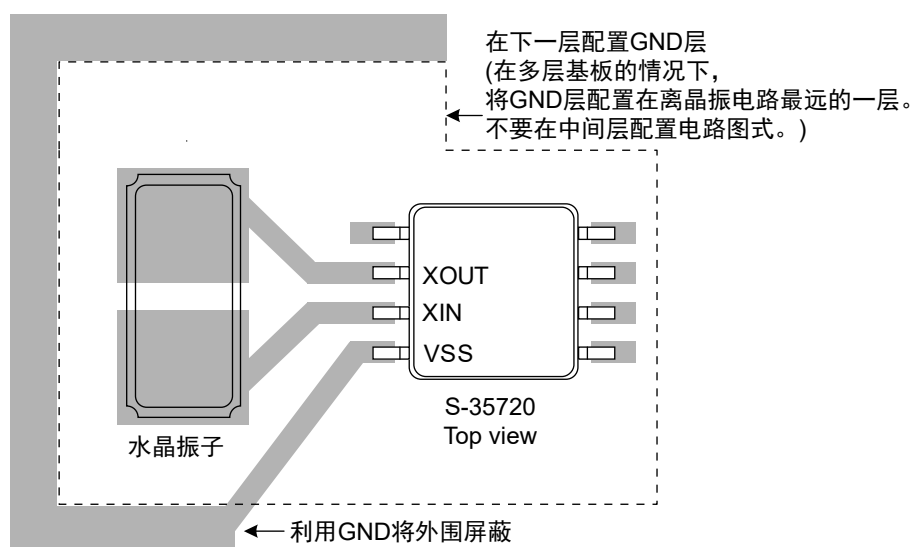 在下一层配置GND层
(在多层基板的情况下，
将GND层配置在离晶振电路最远的一层。
不要在中间层配置电路图式。)
XOUT
XIN
VSS
S-35720
Top view
水晶振子
利用GND将外围屏蔽